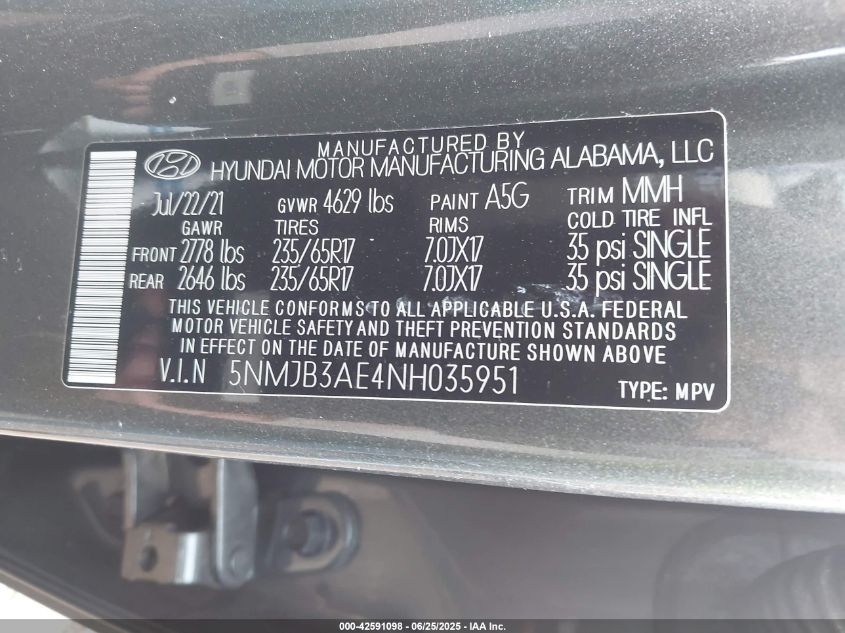 MANUFACTURED BY
HYUNDAI MOTOR MANUFACTURING ALABAMA, LLC
Jul/22/21 GVWR 4629 lbs PAINT A5G TRIM MMH
GAWR TIRES RIMS COLD TIRE INFL
FRONT 2778 lbs 235/65R17 7.0JX17 35 psi SINGLE
REAR 2646 lbs 235/65R17 7.0JX17 35 psi SINGLE
THIS VEHICLE CONFORMS TO ALL APPLICABLE U.S.A. FEDERAL
MOTOR VEHICLE SAFETY AND THEFT PREVENTION STANDARDS
IN EFFECT ON THE DATE OF MANUFACTURE SHOWN ABOVE
V.I.N 5NMJB3AE4NH035951 TYPE: MPV
000-42591098 - 06/25/2025 - IAA Inc.